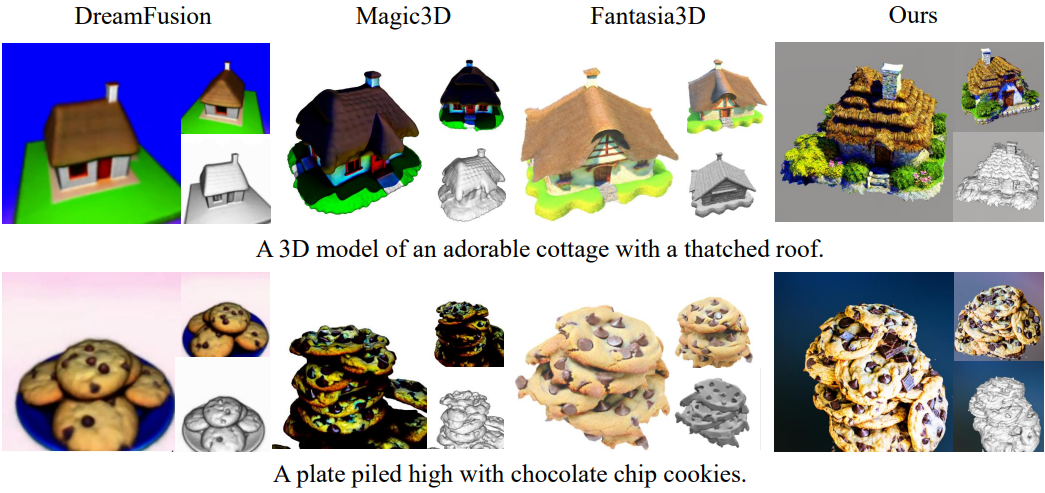 DreamFusion Magic3D Fantasia3D Ours
A 3D model of an adorable cottage with a thatched roof.
A plate piled high with chocolate chip cookies.